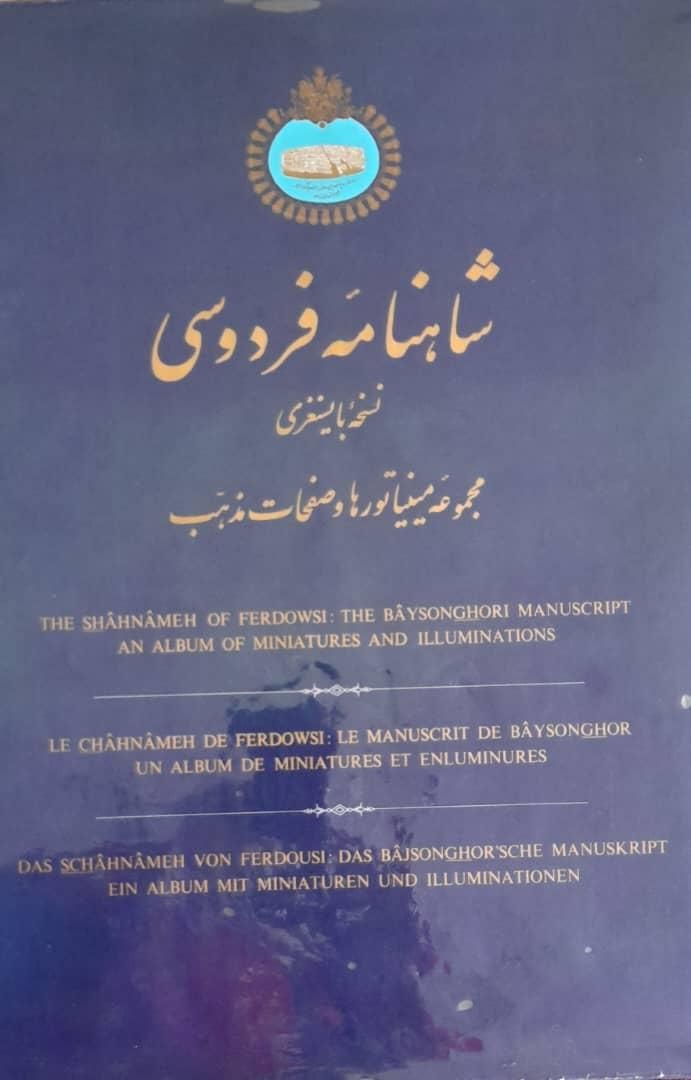 شاهنامهٔ فردوسی
نسخهٔ بایسنغری
مجموعهٔ مینیاتورها و صفحات مذهّب
THE SHÂHNÂMEH OF FERDOWSI: THE BÂYSONGHORI MANUSCRIPT
AN ALBUM OF MINIATURES AND ILLUMINATIONS
LE CHÂHNÂMEH DE FERDOWSI: LE MANUSCRIT DE BÂYSONGHOR
UN ALBUM DE MINIATURES ET ENLUMINURES
DAS SCHÂHNÂMEH VON FERDOUSI: DAS BÂJSONGHOR'SCHE MANUSKRIPT
EIN ALBUM MIT MINIATUREN UND ILLUMINATIONEN